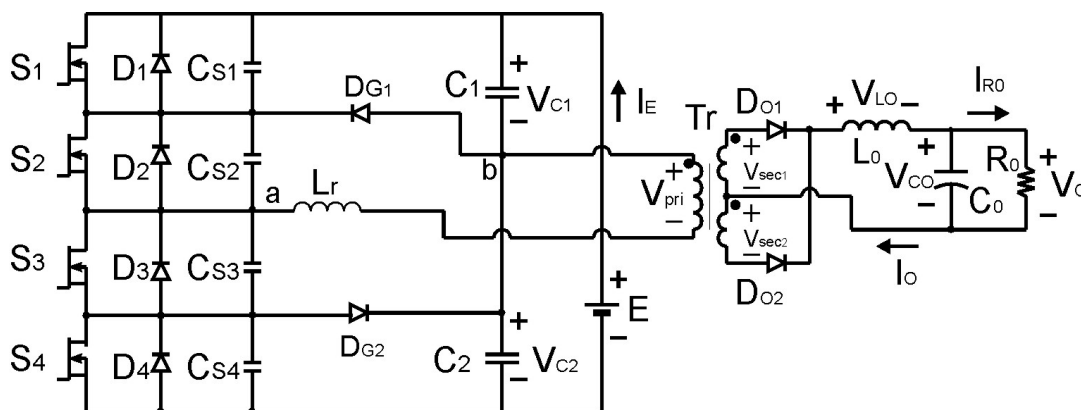 S1 D1 CS1 DG1 C1 + VC1 − IE Tr DO1 + VLO − IR0
S2 D2 CS2 a Lr b + Vpri − + Vsec1 − L0 + VCO − C0 R0 + VO −
S3 D3 CS3 + Vsec2 − DO2 IO
S4 D4 CS4 DG2 C2 + VC2 − + E −